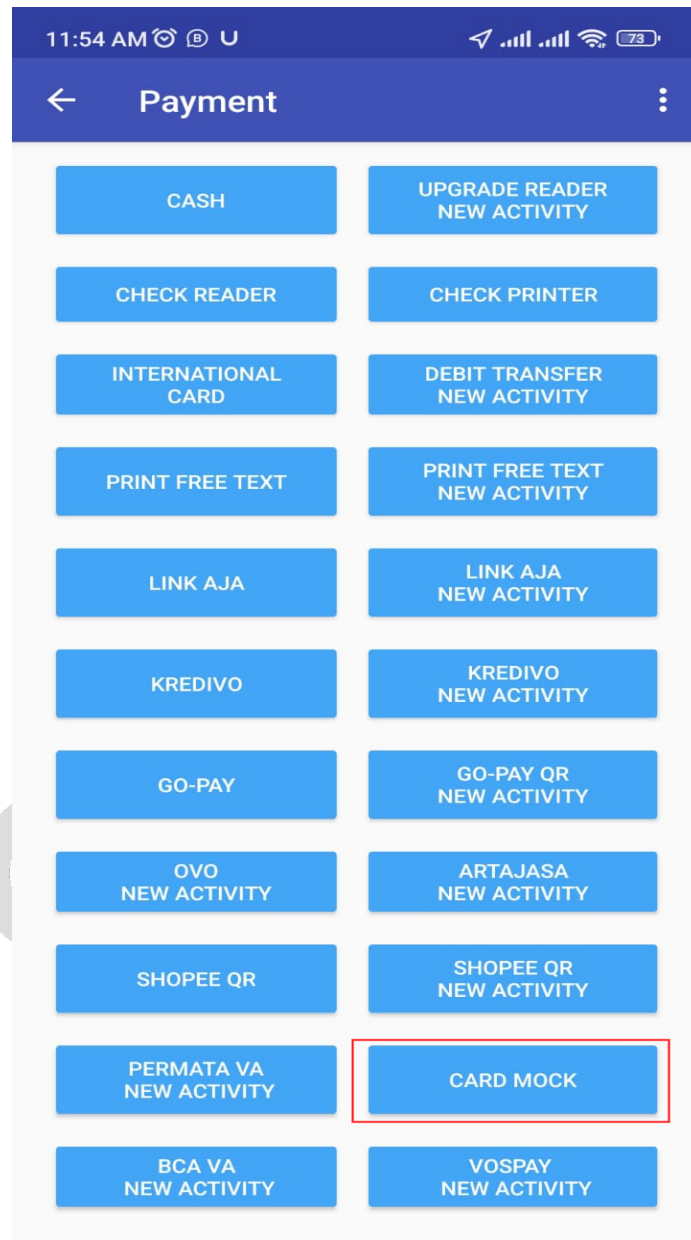 11:54 AM B U 73
Payment
CASH
UPGRADE READER
NEW ACTIVITY
CHECK READER
CHECK PRINTER
INTERNATIONAL
CARD
DEBIT TRANSFER
NEW ACTIVITY
PRINT FREE TEXT
PRINT FREE TEXT
NEW ACTIVITY
LINK AJA
LINK AJA
NEW ACTIVITY
KREDIVO
KREDIVO
NEW ACTIVITY
GO-PAY
GO-PAY QR
NEW ACTIVITY
OVO
NEW ACTIVITY
ARTAJASA
NEW ACTIVITY
SHOPEE QR
SHOPEE QR
NEW ACTIVITY
PERMATA VA
NEW ACTIVITY
CARD MOCK
BCA VA
NEW ACTIVITY
VOSPAY
NEW ACTIVITY